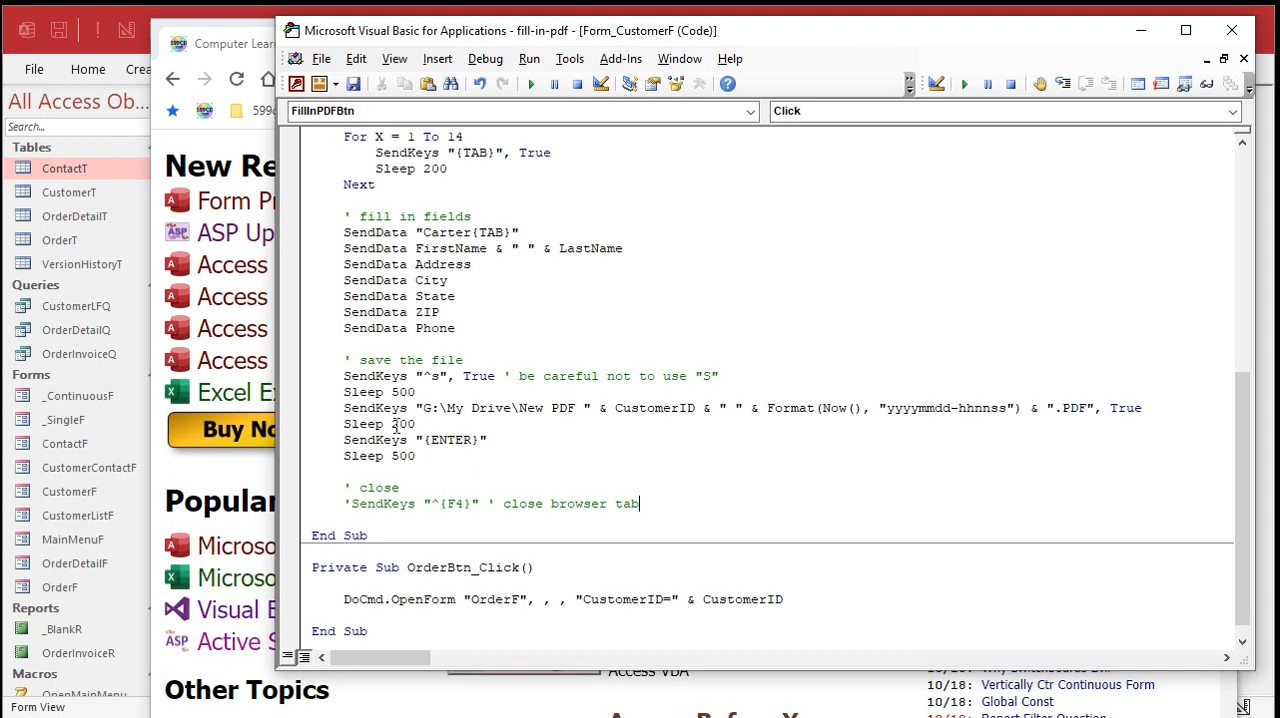 Microsoft Visual Basic for Applications - fill-in-pdf - [Form_CustomerF (Code)]
File Edit View Insert Debug Run Tools Add-Ins Window Help
FillInPDFBtn
Click
For X = 1 To 14
SendKeys "{TAB}", True
Sleep 200
Next
' fill in fields
SendData "Carter{TAB}"
SendData FirstName & " " & LastName
SendData Address
SendData City
SendData State
SendData ZIP
SendData Phone
' save the file
SendKeys "^s", True ' be careful not to use "S"
Sleep 500
SendKeys "G:\My Drive\New PDF " & CustomerID & " " & Format(Now(), "yyyymmdd-hhnnss") & ".PDF", True
Sleep
SendKeys "{ENTER}"
Sleep 500
' close
'SendKeys "^{F4}" ' close browser tab
End Sub
Private Sub OrderBtn_Click()
DoCmd.OpenForm "OrderF", , , "CustomerID=" & CustomerID
End Sub
File Home
All Access Ob...
Search...
Tables
ContactT
CustomerT
OrderDetailT
OrderT
VersionHistoryT
Queries
CustomerLFQ
OrderDetailQ
OrderInvoiceQ
Forms
_ContinuousF
_SingleF
ContactF
CustomerContactF
CustomerF
CustomerListF
MainMenuF
OrderDetailF
OrderF
Reports
_BlankR
OrderInvoiceR
Macros
OpenMainMenu
Form View
Computer Lear
599c
New Re
Form Pr
ASP Up
Access
Access
Access
Access
Excel Ex
Buy No
Popular
Microso
Microso
Visual B
Active S
Other Topics
Access VBA
10/18: Vertically Ctr Continuous Form
10/18: Global Const
10/18: Report Filter Question